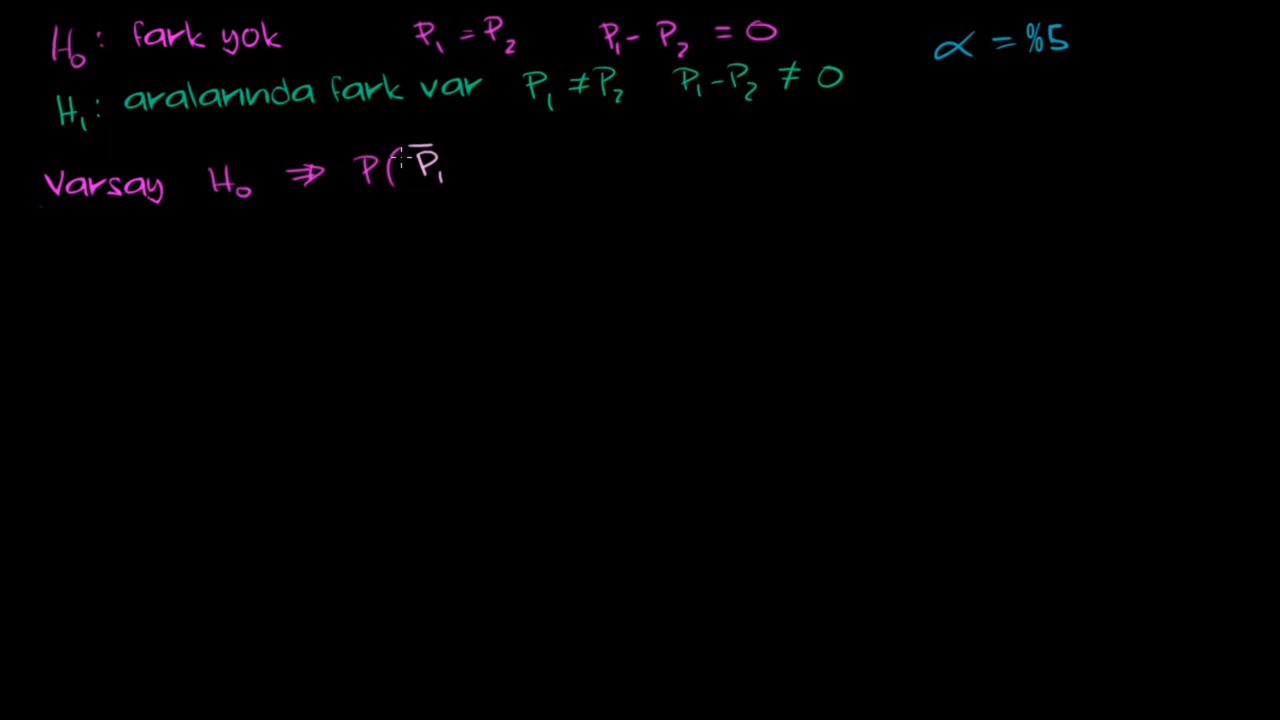 H₀: fark yok P₁ = P₂ P₁ - P₂ = 0 α = %5
H₁: aralarında fark var P₁ ≠ P₂ P₁ - P₂ ≠ 0
Varsay H₀ ⇒ P( P̅₁